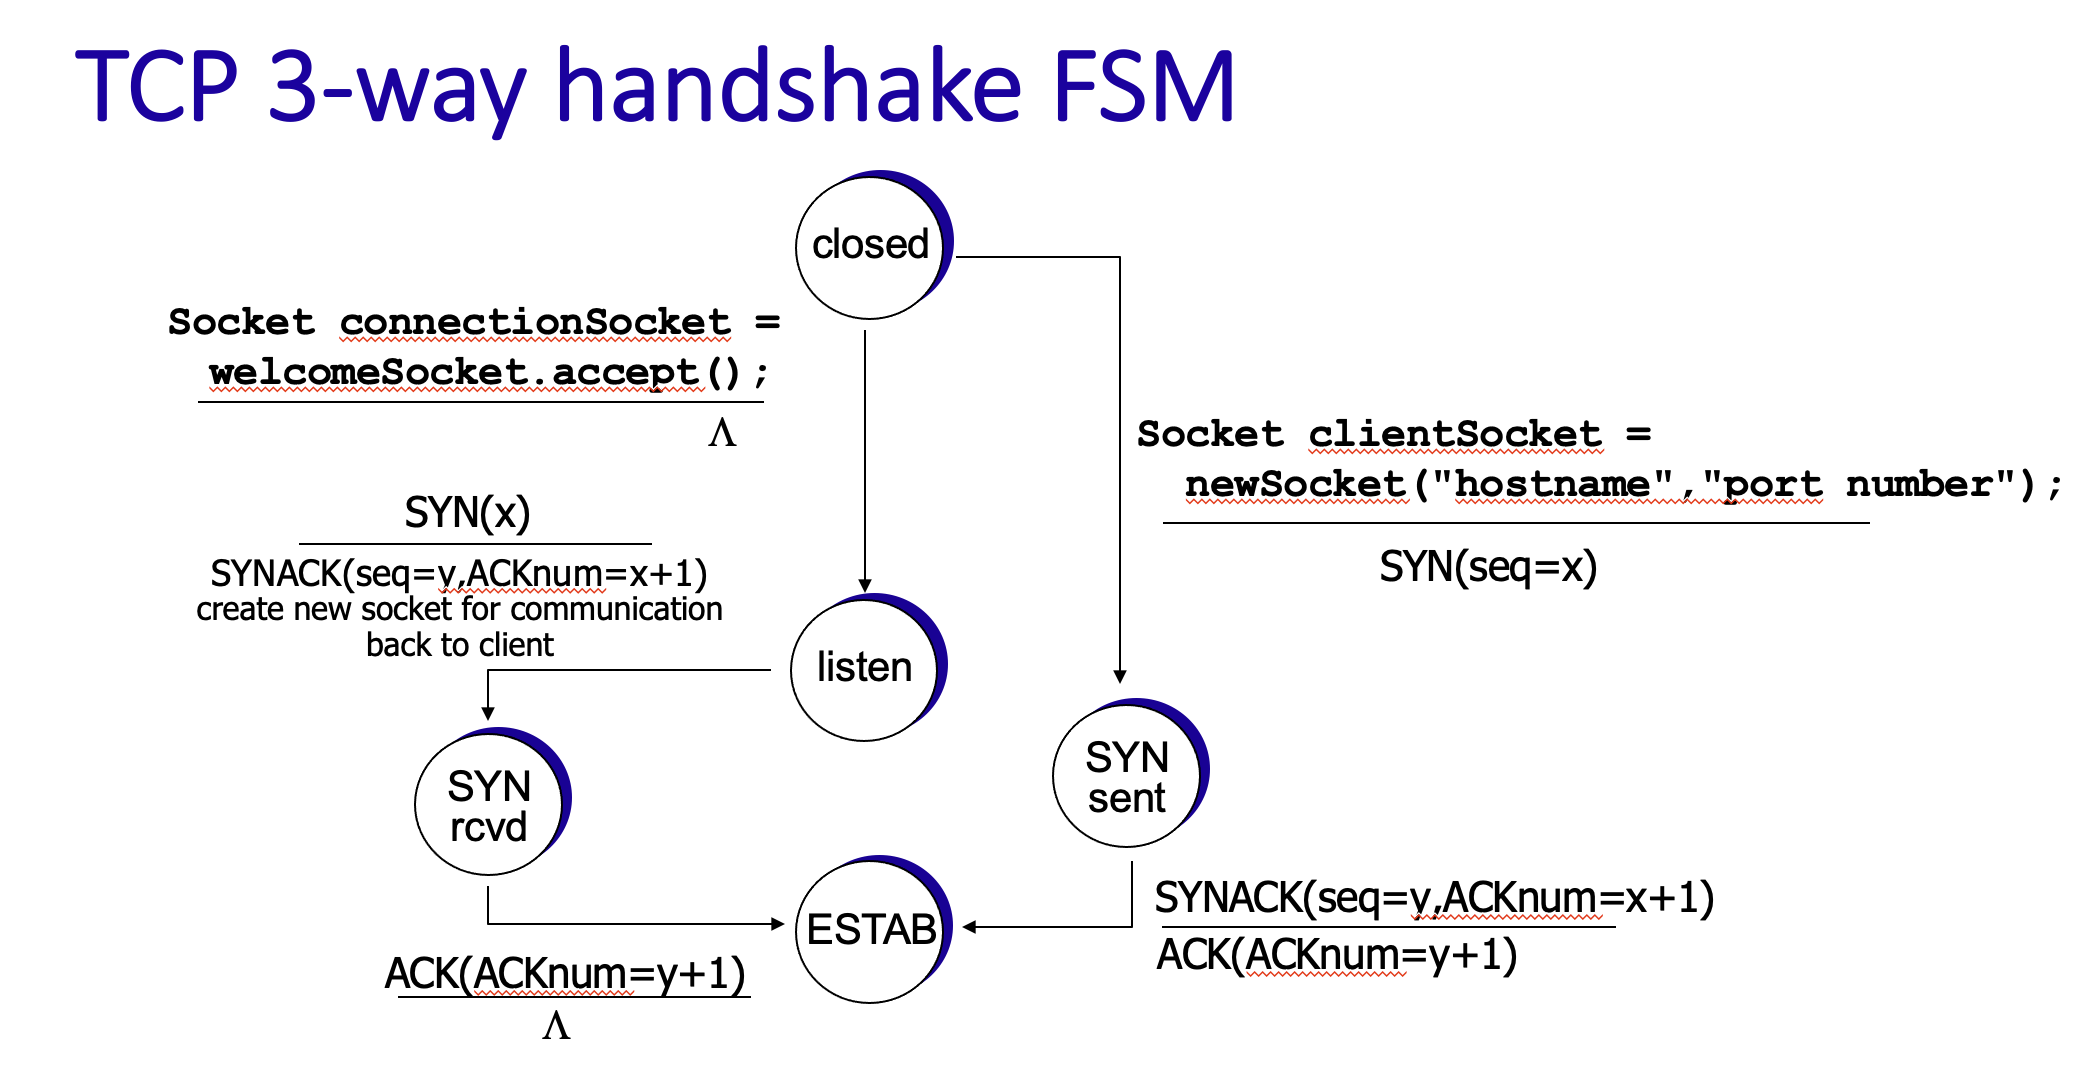 TCP 3-way handshake FSM
closed
Socket connectionSocket =
welcomeSocket.accept();
Λ
Socket clientSocket =
newSocket("hostname","port number");
SYN(seq=x)
SYN(x)
SYNACK(seq=y,ACKnum=x+1)
create new socket for communication
back to client
listen
SYN
rcvd
SYN
sent
ESTAB
SYNACK(seq=y,ACKnum=x+1)
ACK(ACKnum=y+1)
ACK(ACKnum=y+1)
Λ